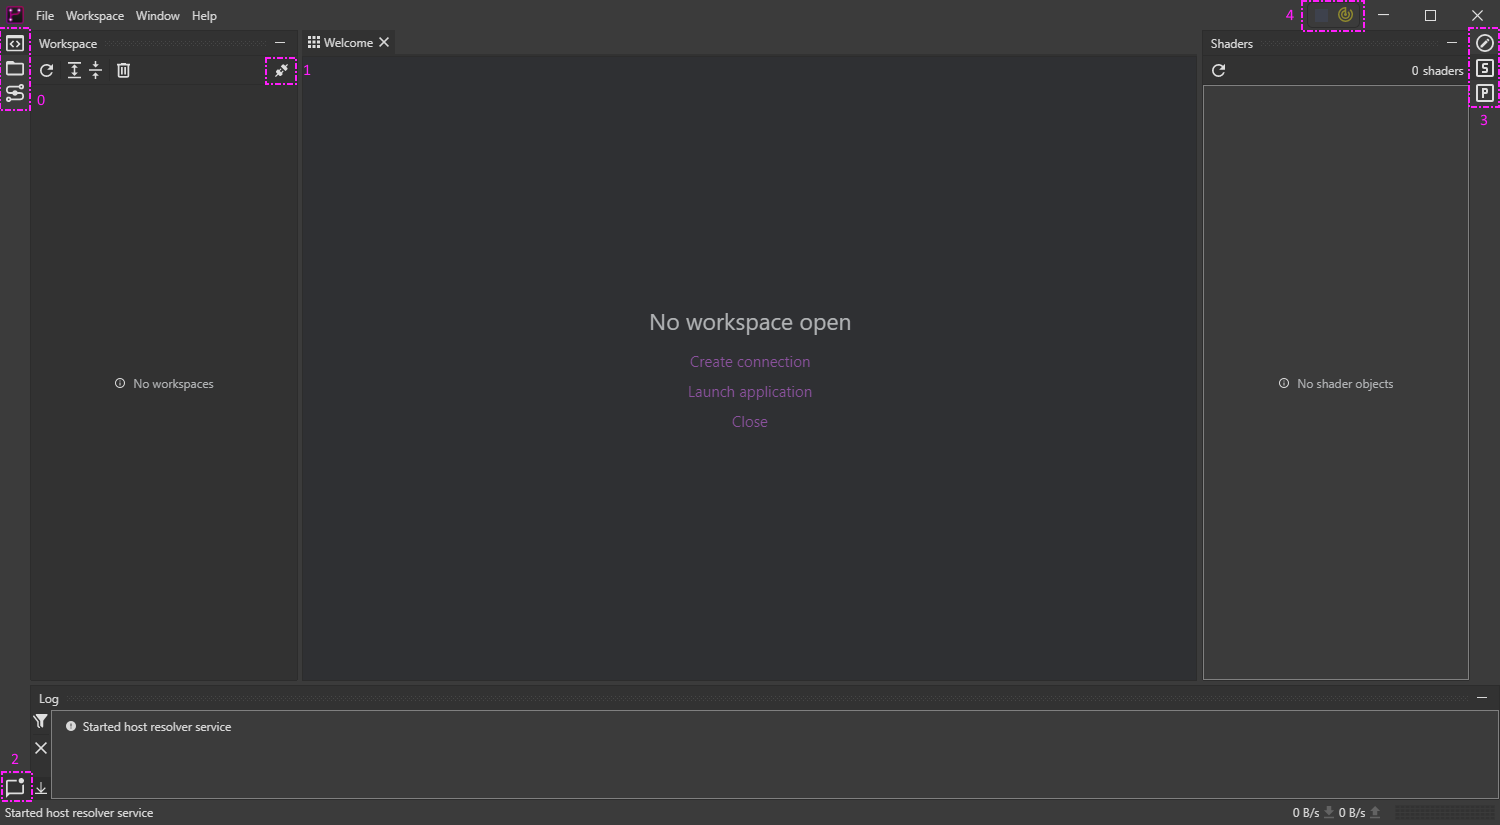 File Workspace Window Help
4
Workspace
Welcome
Shaders
1
0 shaders
S
0
P
3
No workspace open
Create connection
Launch application
Close
No workspaces
No shader objects
Log
Started host resolver service
2
Started host resolver service
0 B/s 0 B/s